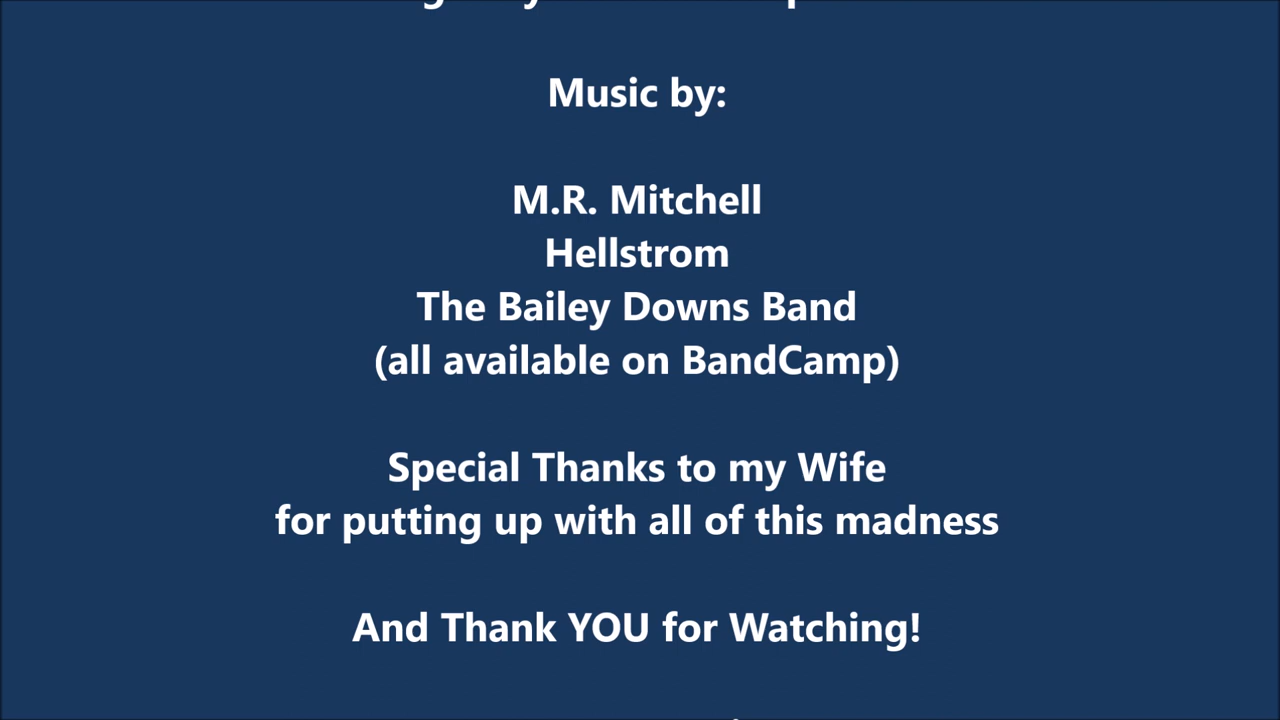 Music by:
M.R. Mitchell
Hellstrom
The Bailey Downs Band
(all available on BandCamp)
Special Thanks to my Wife
for putting up with all of this madness
And Thank YOU for Watching!